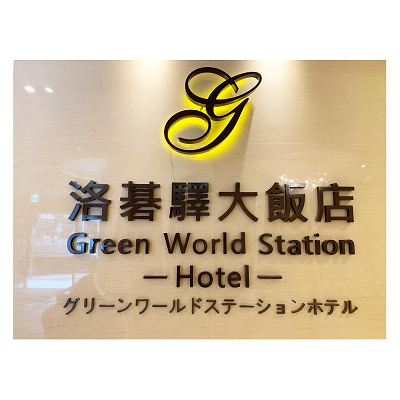 G
洛碁驛大飯店
Green World Station
—Hotel—
グリーンワールドステーションホテル